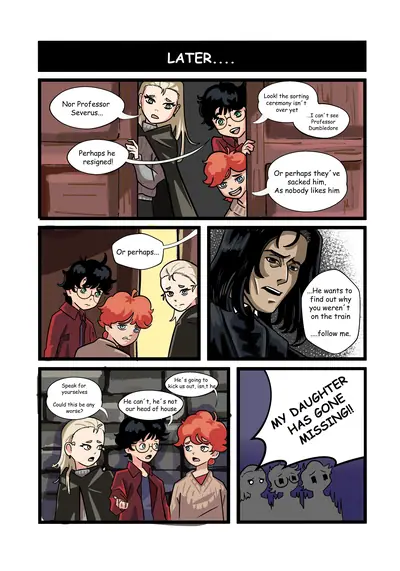 LATER....
Nor Professor
Severus...
Look! the sorting
ceremony isn´t
over yet
...I can´t see
Professor
Dumbledore
Perhaps he
resigned!
Or perhaps they´ve
sacked him,
As nobody likes him
Or perhaps...
...He wants to
find out why
you weren´t
on the train
....follow me.
Speak for
yourselves
Could this be any
worse?
He can´t, he´s not
our head of house
He´s going to
kick us out, isn,t he
MY DAUGHTER
HAS GONE
MISSING!!